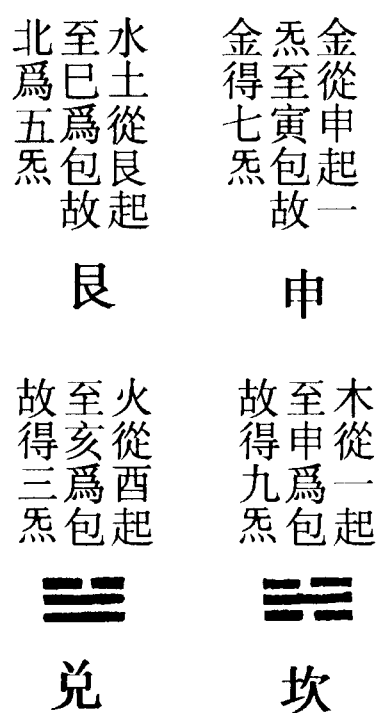 金從申起一
炁至寅包故
金得七炁
申
水土從艮起
至巳爲包故
北爲五炁
艮
木從一起
至申爲包
故得九炁
坎
火從酉起
至亥爲包
故得三炁
兑